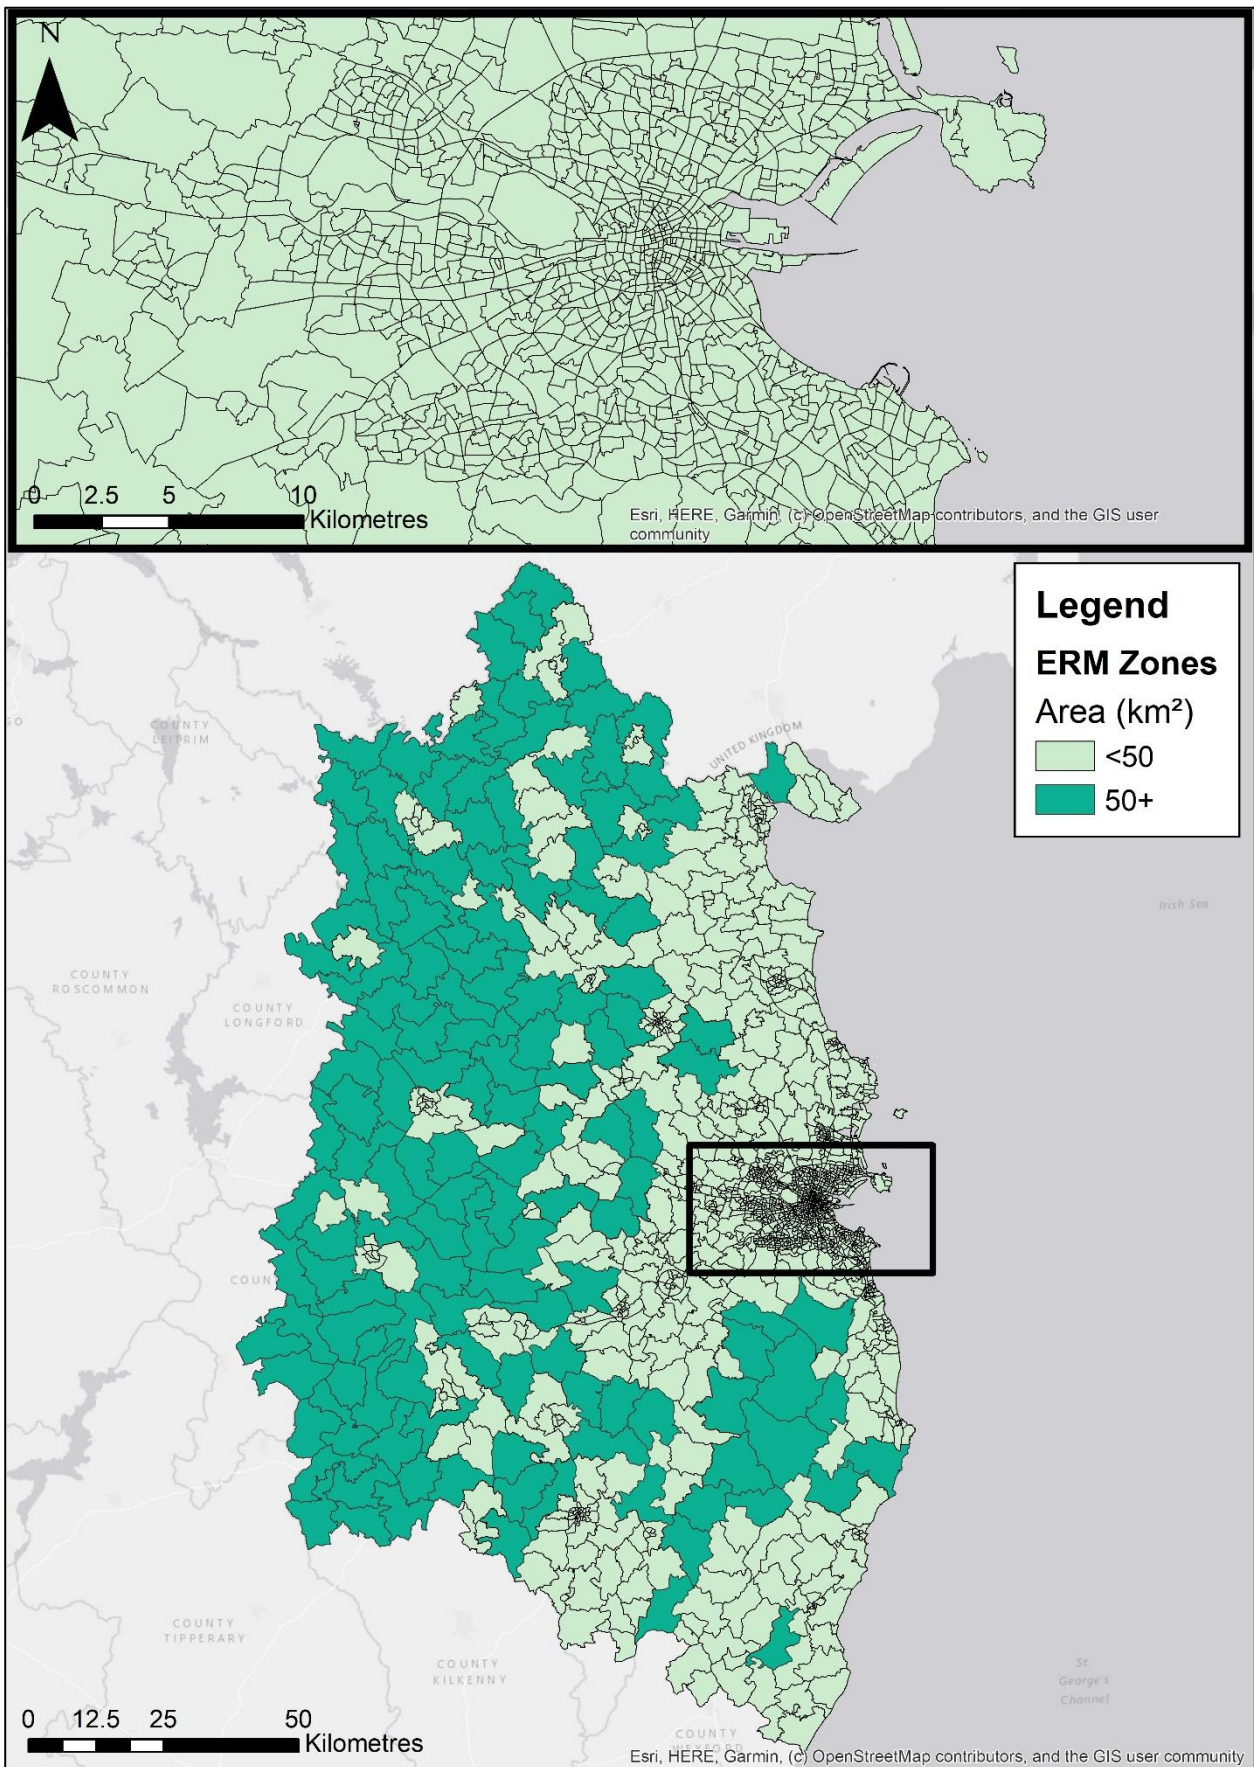 N
0 2.5 5 10
Kilometres
Esri, HERE, Garmin, (c) OpenStreetMap contributors, and the GIS user
community
Legend
ERM Zones
Area (km²)
<50
50+
GO
COUNTY
LEITRIM
UNITED KINGDOM
Irish Sea
COUNTY
ROSCOMMON
COUNTY
LONGFORD
COUN
COUNTY
TIPPERARY
COUNTY
KILKENNY
St.
George's
Channel
COUNTY
WEXFORD
0 12.5 25 50
Kilometres
Esri, HERE, Garmin, (c) OpenStreetMap contributors, and the GIS user community